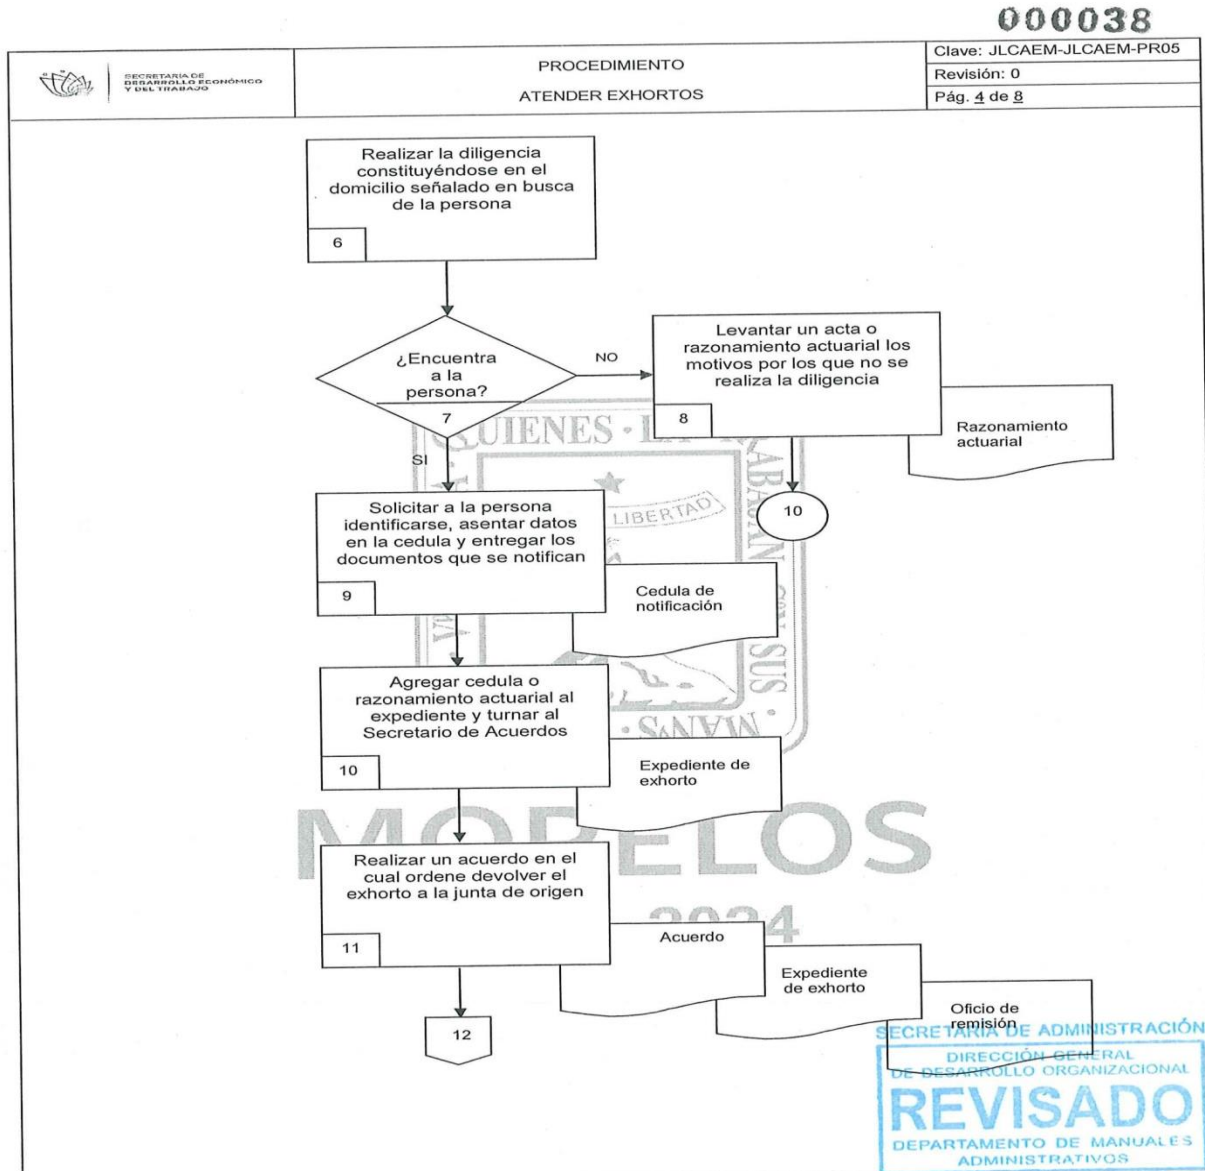 000038
SECRETARIA DE
DESARROLLO ECONÓMICO
Y DEL TRABAJO
PROCEDIMIENTO
ATENDER EXHORTOS
Clave: JLCAEM-JLCAEM-PR05
Revisión: 0
Pág. 4 de 8
Realizar la diligencia
constituyéndose en el
domicilio señalado en busca
de la persona
6
¿Encuentra
a la
persona?
7
NO
SI
Levantar un acta o
razonamiento actuarial los
motivos por los que no se
realiza la diligencia
8
Razonamiento
actuarial
10
Solicitar a la persona
identificarse, asentar datos
en la cedula y entregar los
documentos que se notifican
9
Cedula de
notificación
Agregar cedula o
razonamiento actuarial al
expediente y turnar al
Secretario de Acuerdos
10
Expediente de
exhorto
Realizar un acuerdo en el
cual ordene devolver el
exhorto a la junta de origen
11
Acuerdo
Expediente
de exhorto
Oficio de
remisión
12
QUIENES
LIBERTAD
SUS
MANOS
MORELOS
2024
SECRETARÍA DE ADMINISTRACIÓN
DIRECCIÓN GENERAL
DE DESARROLLO ORGANIZACIONAL
REVISADO
DEPARTAMENTO DE MANUALES
ADMINISTRATIVOS